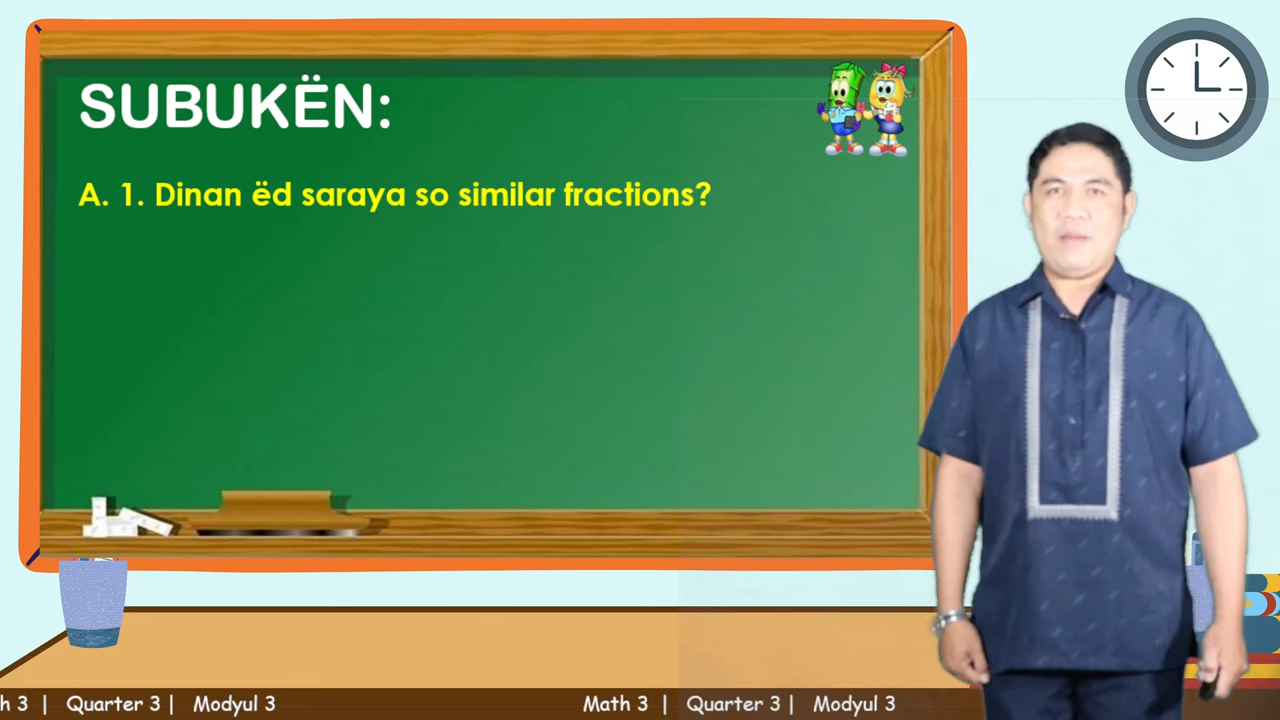 SUBUKËN:
A. 1. Dinan ëd saraya so similar fractions?
h 3 | Quarter 3 | Modyul 3 Math 3 | Quarter 3 | Modyul 3